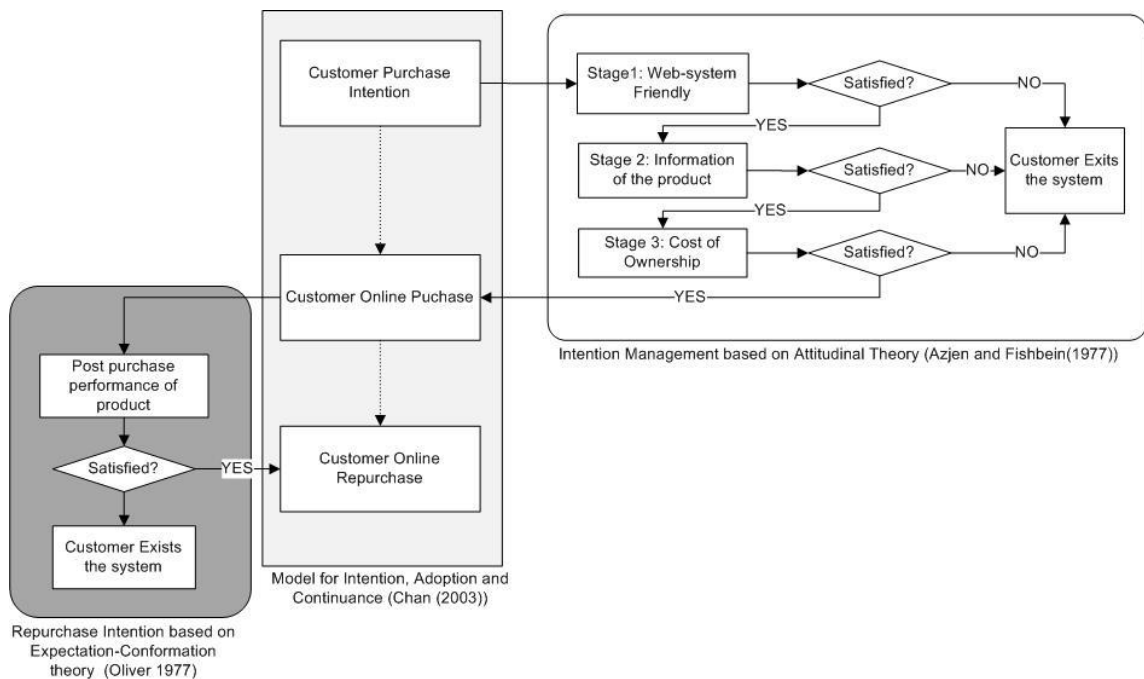 Customer Purchase
Intention
Stage1: Web-system
Friendly
Satisfied?
NO
YES
Stage 2: Information
of the product
Satisfied?
NO
Customer Exits
the system
YES
Stage 3: Cost of
Ownership
Satisfied?
NO
YES
Customer Online Puchase
Intention Management based on Attitudinal Theory (Azjen and Fishbein(1977))
Post purchase
performance of
product
Satisfied?
YES
Customer Online
Repurchase
Customer Exists
the system
Model for Intention, Adoption and
Continuance (Chan (2003))
Repurchase Intention based on
Expectation-Conformation
theory (Oliver 1977)